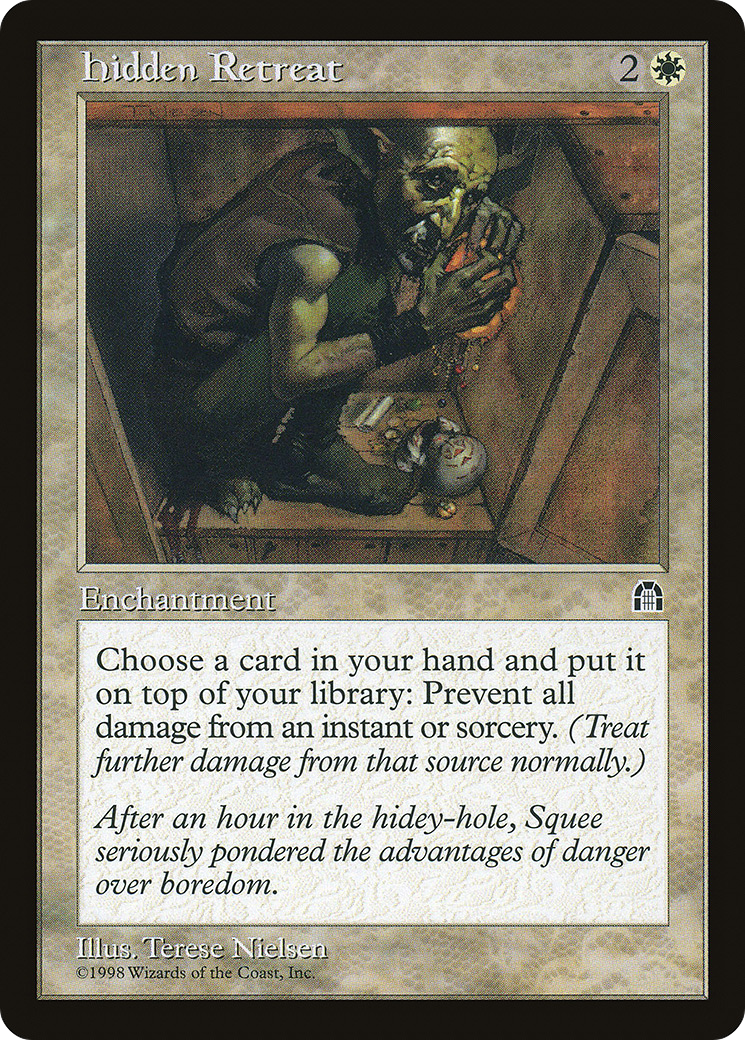 Hidden Retreat 2
T. NIELSEN
Enchantment
Choose a card in your hand and put it
on top of your library: Prevent all
damage from an instant or sorcery. (Treat
further damage from that source normally.)
After an hour in the hidey-hole, Squee
seriously pondered the advantages of danger
over boredom.
Illus. Terese Nielsen
©1998 Wizards of the Coast, Inc.